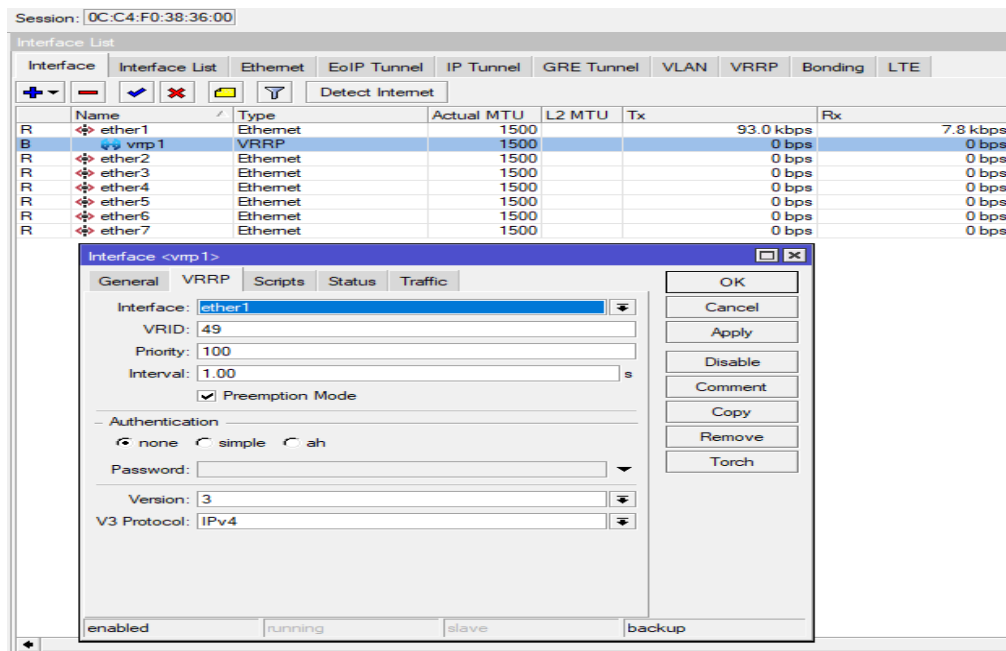 Session: 0C:C4:F0:38:36:00
Interface List
Interface Interface List Ethernet EoIP Tunnel IP Tunnel GRE Tunnel VLAN VRRP Bonding LTE
Detect Internet
Name Type Actual MTU L2 MTU Tx Rx
R ether1 Ethernet 1500 93.0 kbps 7.8 kbps
B vrrp1 VRRP 1500 0 bps 0 bps
R ether2 Ethernet 1500 0 bps 0 bps
R ether3 Ethernet 1500 0 bps 0 bps
R ether4 Ethernet 1500 0 bps 0 bps
R ether5 Ethernet 1500 0 bps 0 bps
R ether6 Ethernet 1500 0 bps 0 bps
R ether7 Ethernet 1500 0 bps 0 bps
Interface <vrrp1>
General VRRP Scripts Status Traffic
Interface: ether1
VRID: 49
Priority: 100
Interval: 1.00 s
Preemption Mode
Authentication
none simple ah
Password:
Version: 3
V3 Protocol: IPv4
OK
Cancel
Apply
Disable
Comment
Copy
Remove
Torch
enabled running slave backup